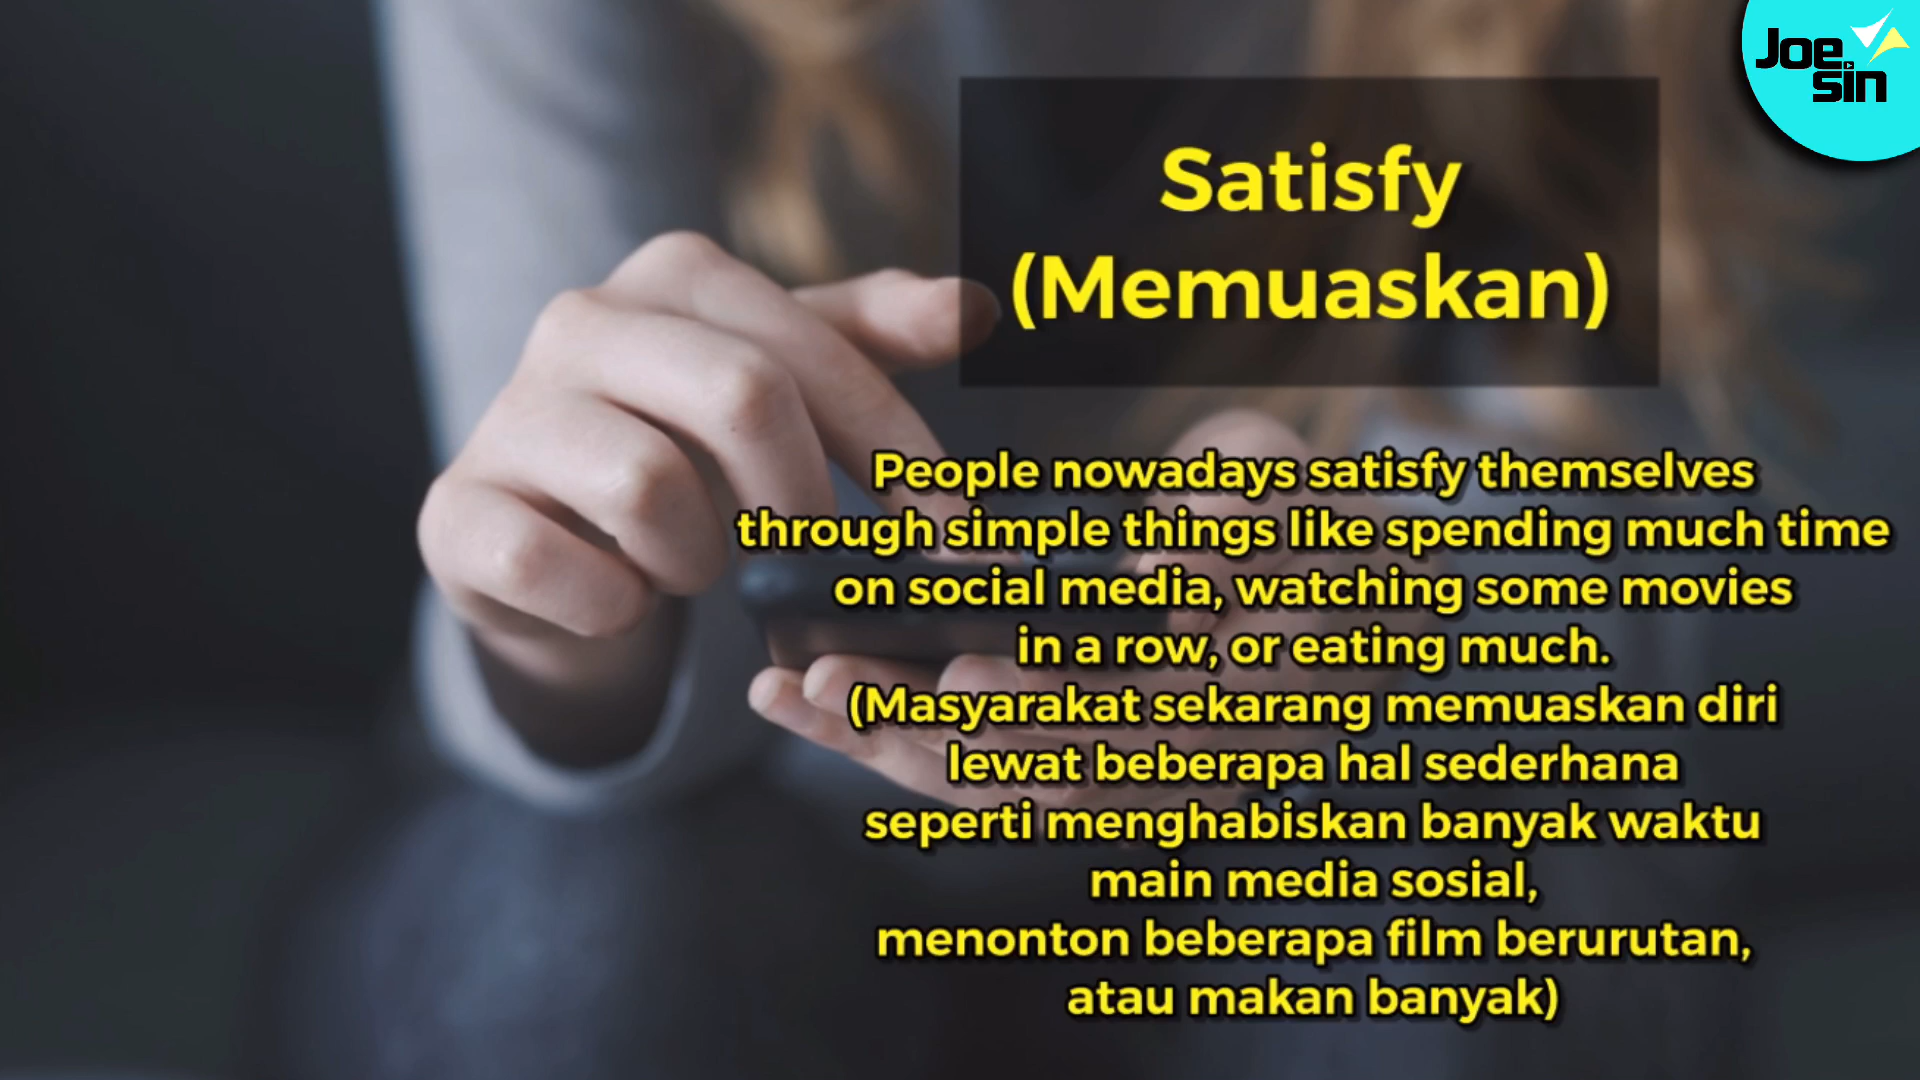 Joe
sin
Satisfy
(Memuaskan)
People nowadays satisfy themselves
through simple things like spending much time
on social media, watching some movies
in a row, or eating much.
(Masyarakat sekarang memuaskan diri
lewat beberapa hal sederhana
seperti menghabiskan banyak waktu
main media sosial,
menonton beberapa film berurutan,
atau makan banyak)